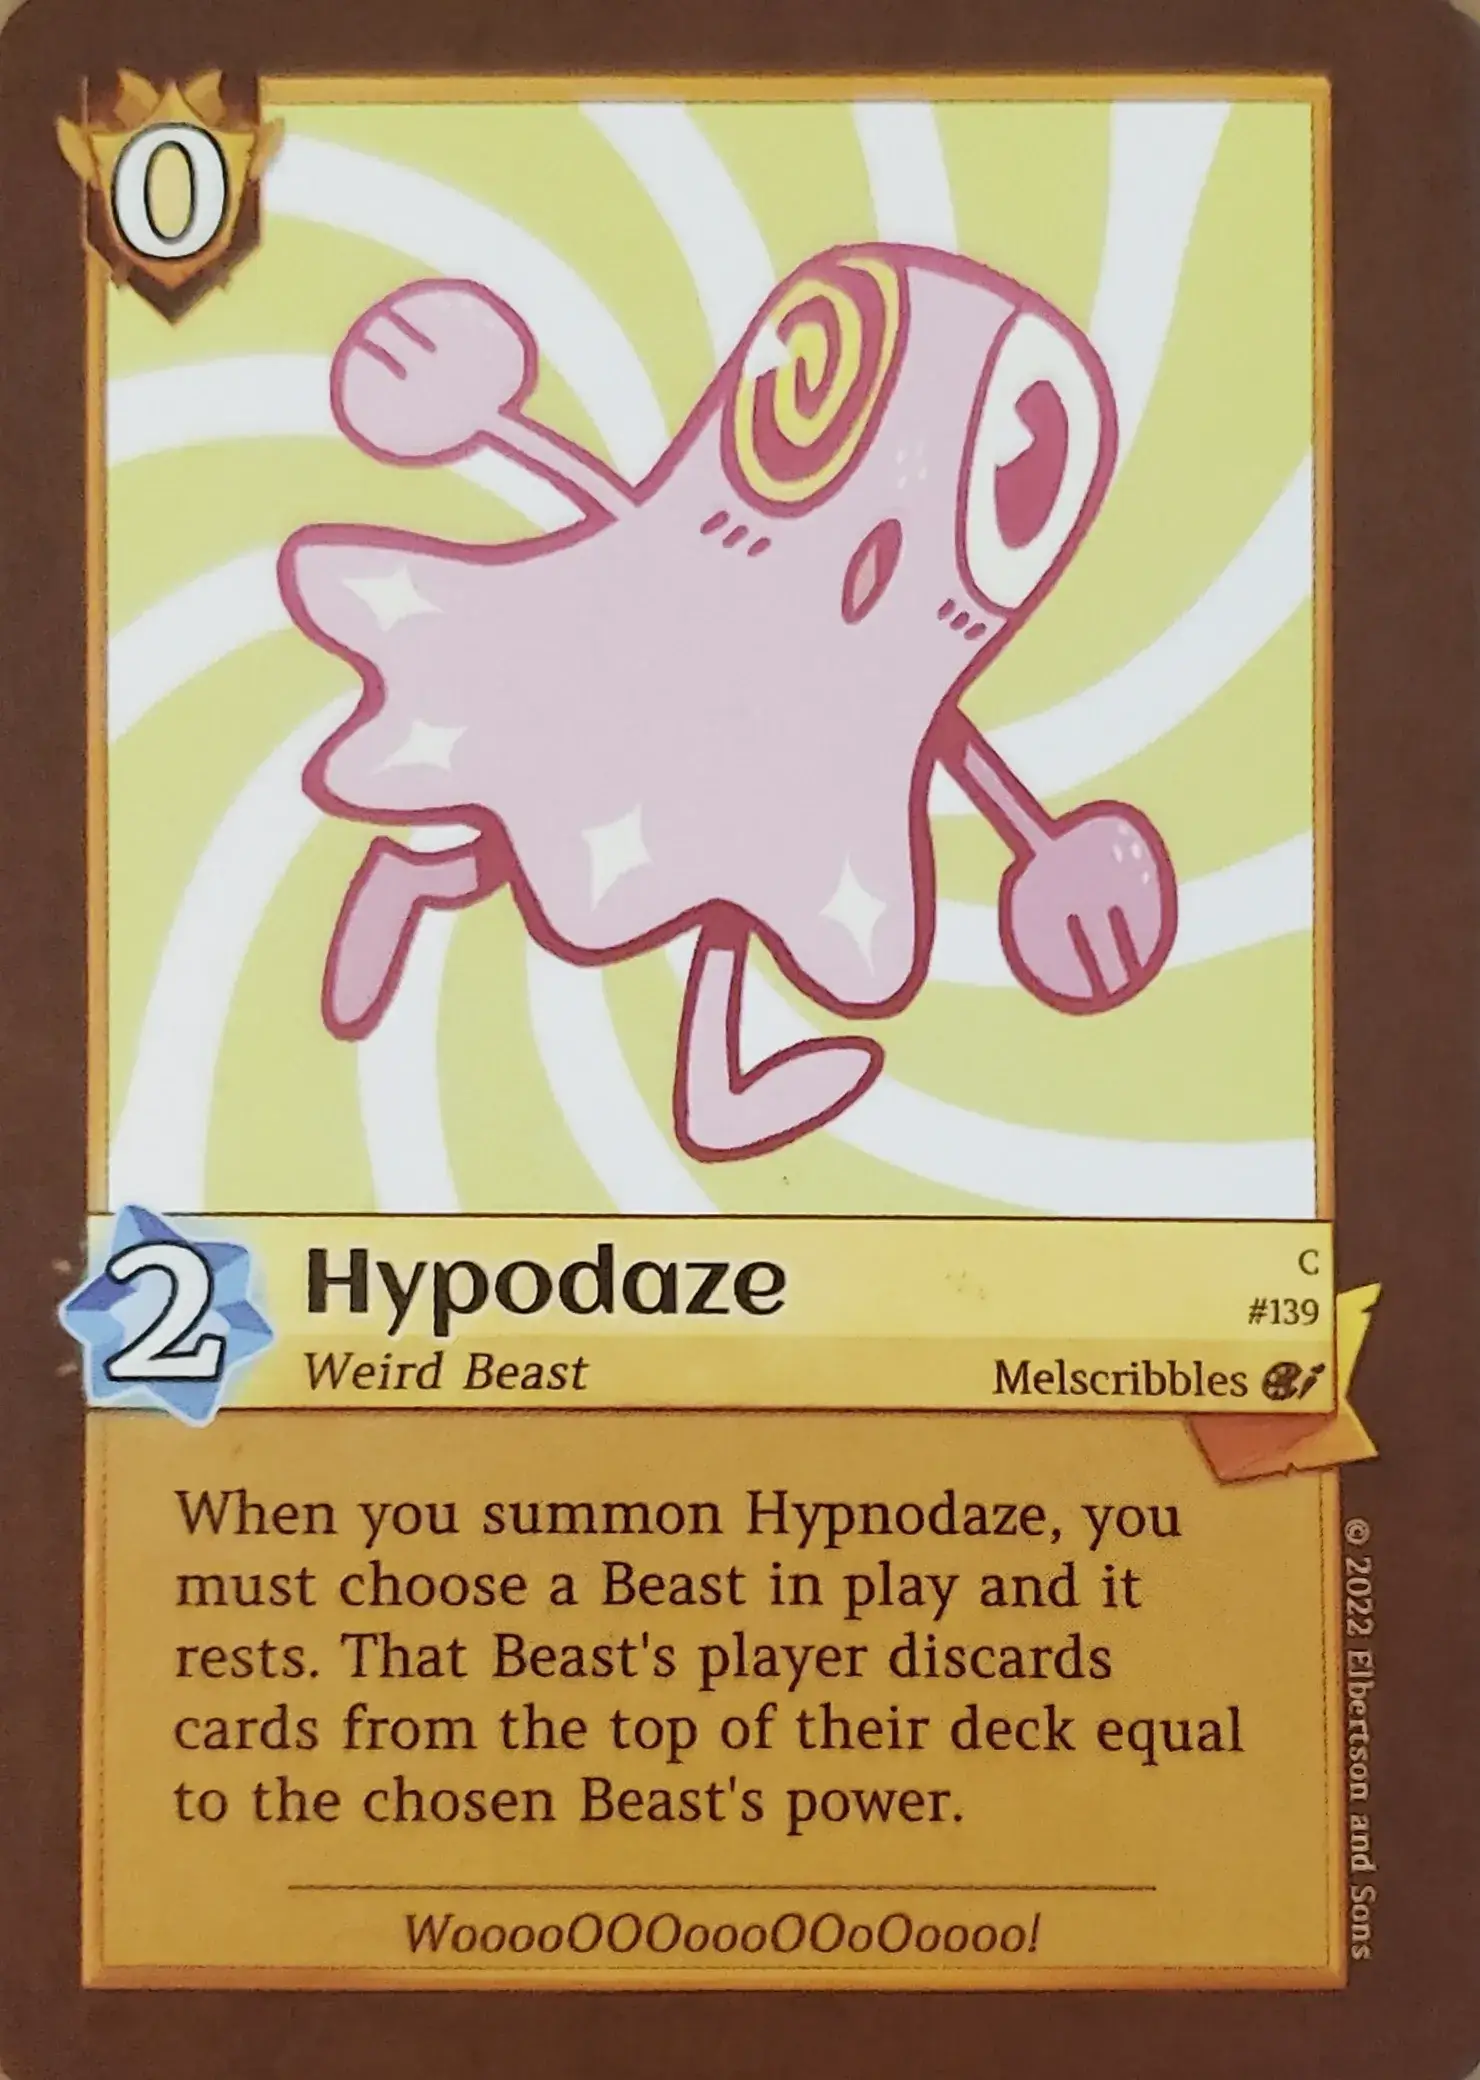 0
2
Hypodaze
C
#139
Weird Beast
Melscribbles
When you summon Hypnodaze, you
must choose a Beast in play and it
rests. That Beast's player discards
cards from the top of their deck equal
to the chosen Beast's power.
WooooOOOoooOOoOoooo!
© 2022 Elbertson and Sons